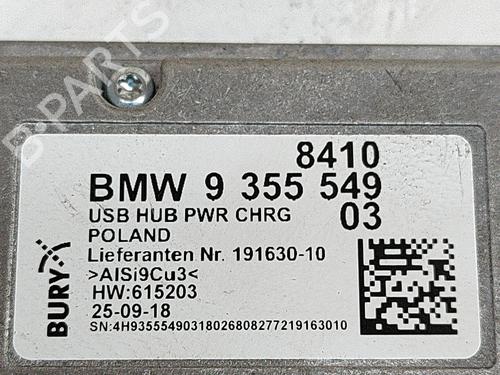 B-PARTS
8410
BMW 9 355 549
USB HUB PWR CHRG 03
POLAND
Lieferanten Nr. 191630-10
>AlSi9Cu3<
HW:615203
25-09-18
SN:4H93555490318026808277219163010
BURY